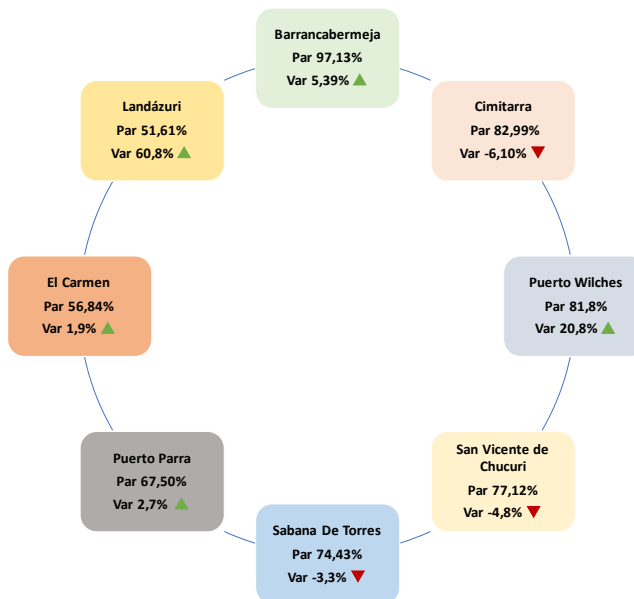 Barrancabermeja
Par 97,13%
Var 5,39%
Cimitarra
Par 82,99%
Var -6,10%
Puerto Wilches
Par 81,8%
Var 20,8%
San Vicente de
Chucuri
Par 77,12%
Var -4,8%
Sabana De Torres
Par 74,43%
Var -3,3%
Puerto Parra
Par 67,50%
Var 2,7%
El Carmen
Par 56,84%
Var 1,9%
Landázuri
Par 51,61%
Var 60,8%